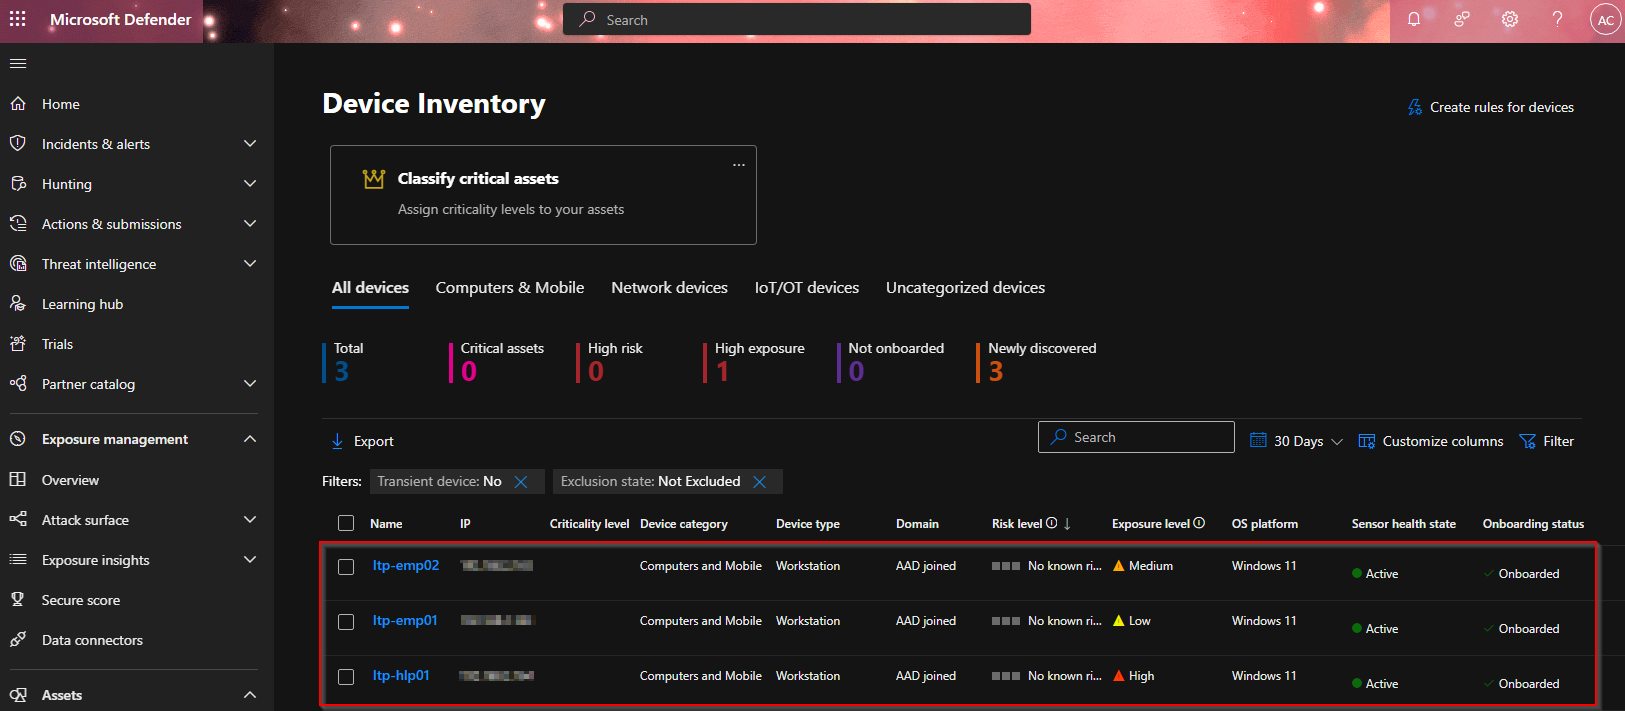 Microsoft Defender
Search
AC
Home
Incidents & alerts
Hunting
Actions & submissions
Threat intelligence
Learning hub
Trials
Partner catalog
Exposure management
Overview
Attack surface
Exposure insights
Secure score
Data connectors
Assets
Device Inventory
Create rules for devices
Classify critical assets
...
Assign criticality levels to your assets
All devices Computers & Mobile Network devices IoT/OT devices Uncategorized devices
Total Critical assets High risk High exposure Not onboarded Newly discovered
3 0 0 1 0 3
Export Search 30 Days Customize columns Filter
Filters: Transient device: No Exclusion state: Not Excluded
Name IP Criticality level Device category Device type Domain Risk level Exposure level OS platform Sensor health state Onboarding status
ltp-emp02 Computers and Mobile Workstation AAD joined No known ri... Medium Windows 11 Active Onboarded
ltp-emp01 Computers and Mobile Workstation AAD joined No known ri... Low Windows 11 Active Onboarded
ltp-hlp01 Computers and Mobile Workstation AAD joined No known ri... High Windows 11 Active Onboarded